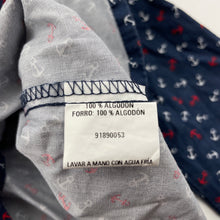 100 % ALGODON
FORRO: 100 % ALGODON
91890053
LAVAR A MANO CON AGUA FRIA